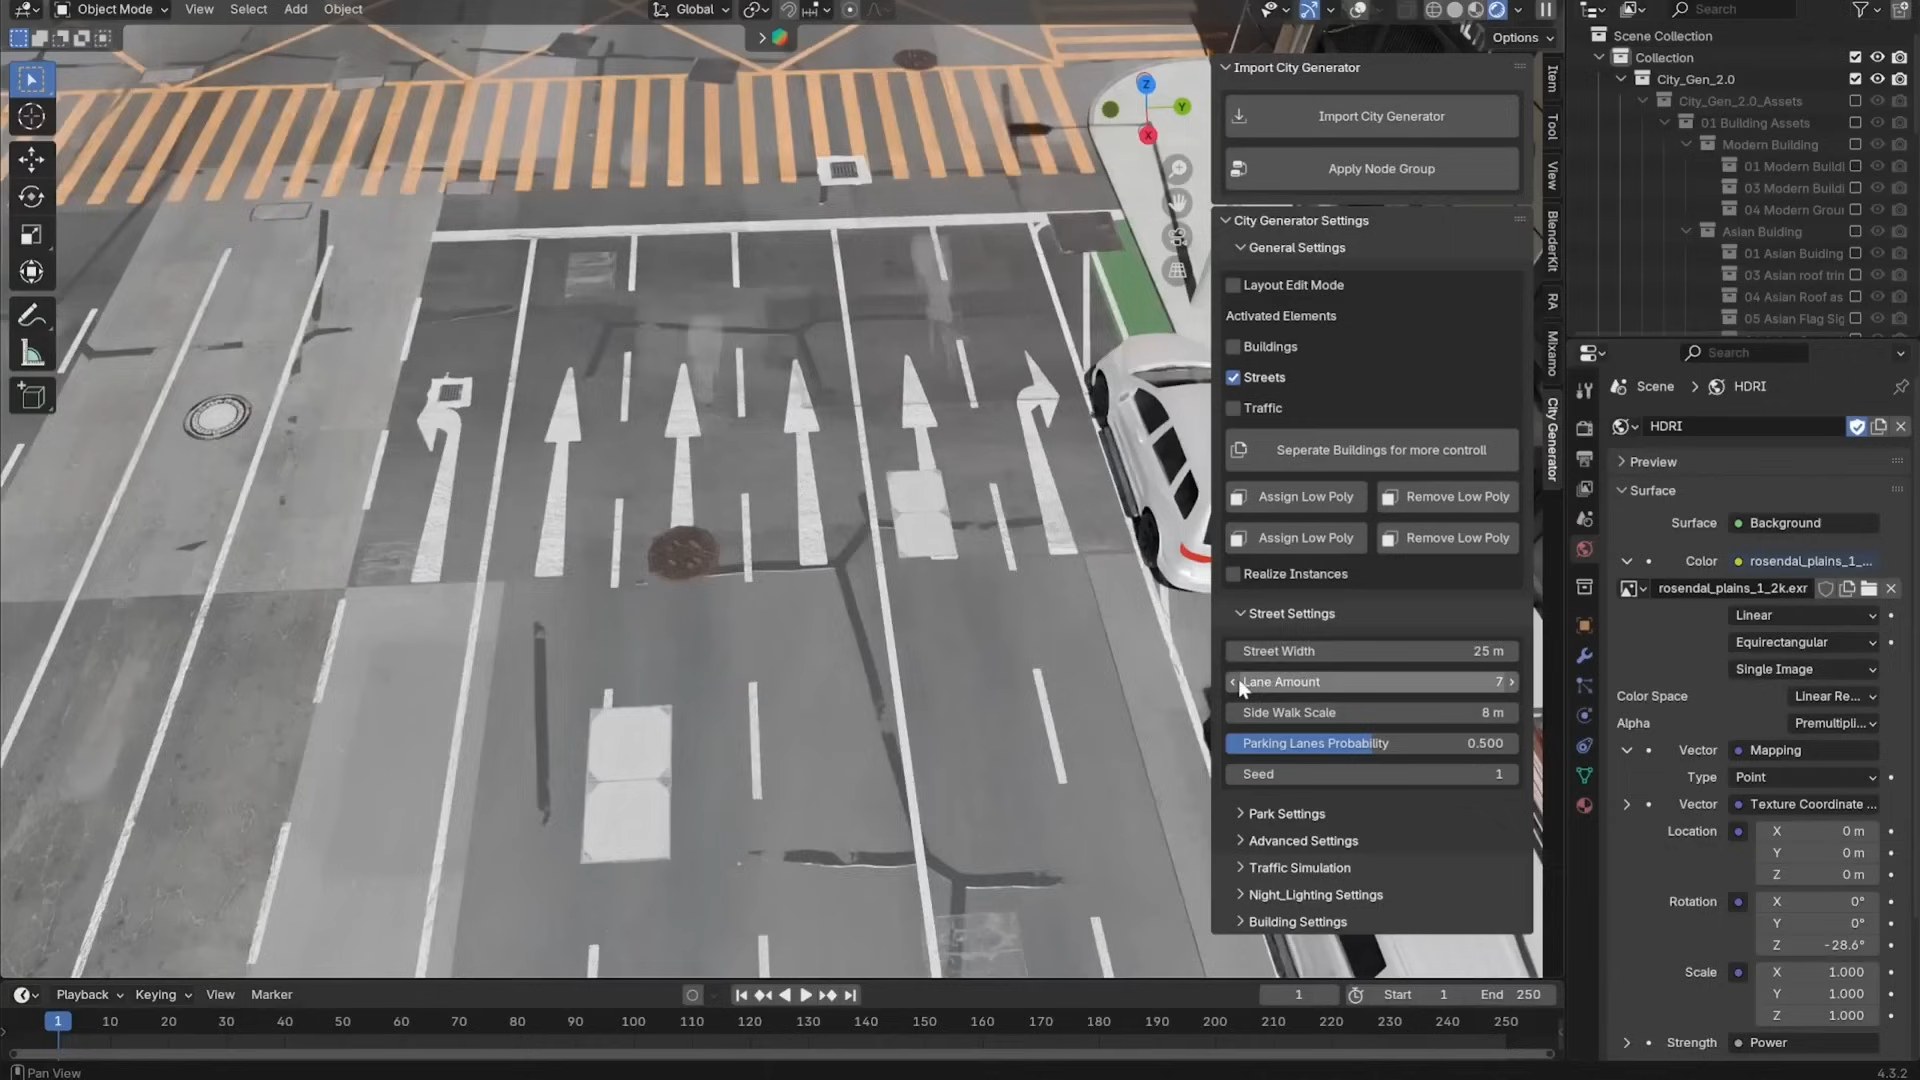 Object Mode
View
Select
Add
Object
Global
Options
Search
Scene Collection
Collection
City_Gen_2.0
City_Gen_2.0_Assets
01 Building Assets
Modern Building
01 Modern Buildi
03 Modern Buildi
04 Modern Grour
Asian Buiding
01 Asian Buiding
03 Asian roof trin
04 Asian Roof as
05 Asian Flag Sig
Z
Y
X
Item
Tool
View
BlenderKit
RA
Mixamo
City Generator
Import City Generator
Import City Generator
Apply Node Group
City Generator Settings
General Settings
Layout Edit Mode
Activated Elements
Buildings
Streets
Traffic
Seperate Buildings for more controll
Assign Low Poly
Remove Low Poly
Assign Low Poly
Remove Low Poly
Realize Instances
Street Settings
Street Width 25 m
Lane Amount 7
Side Walk Scale 8 m
Parking Lanes Probability 0.500
Seed 1
Park Settings
Advanced Settings
Traffic Simulation
Night_Lighting Settings
Building Settings
Search
Scene
HDRI
HDRI
Preview
Surface
Surface Background
Color rosendal_plains_1_...
rosendal_plains_1_2k.exr
Linear
Equirectangular
Single Image
Color Space Linear Re...
Alpha Premultipli...
Vector Mapping
Type Point
Vector Texture Coordinate ...
Location X 0 m
Y 0 m
Z 0 m
Rotation X 0°
Y 0°
Z -28.6°
Scale X 1.000
Y 1.000
Z 1.000
Strength Power
Playback
Keying
View
Marker
1
Start 1
End 250
1 10 20 30 40 50 60 70 80 90 100 110 120 130 140 150 160 170 180 190 200 210 220 230 240 250
Pan View
4.3.2